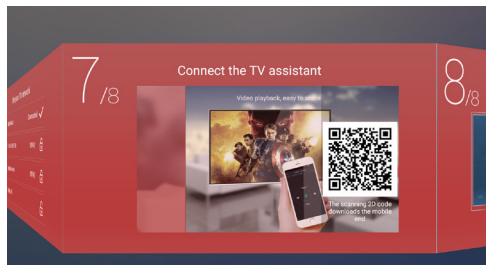 7/8
Connect the TV assistant
Video playback, easy to
The scanning 2D code
downloads the mobile
end
Connected
8/8